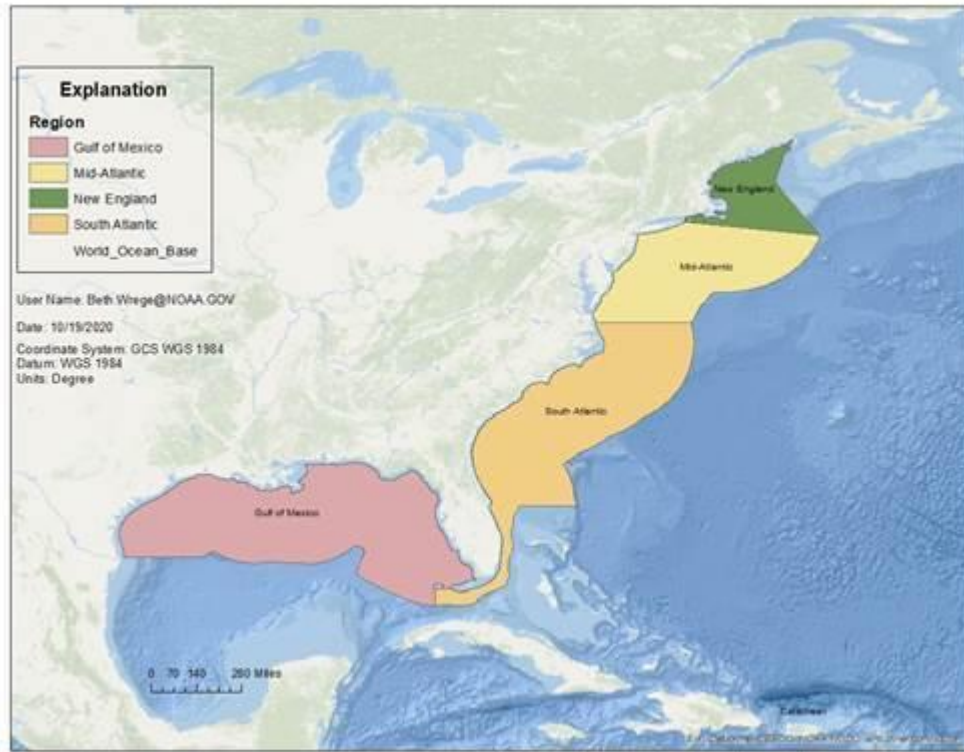 Explanation
Region
Gulf of Mexico
Mid-Atlantic
New England
South Atlantic
World_Ocean_Base
User Name: Beth.Wrege@NOAA.GOV
Date: 10/19/2020
Coordinate System: GCS WGS 1984
Datum: WGS 1984
Units: Degree
New England
Mid-Atlantic
South Atlantic
Gulf of Mexico
0 70 140 280 Miles
Caribbean